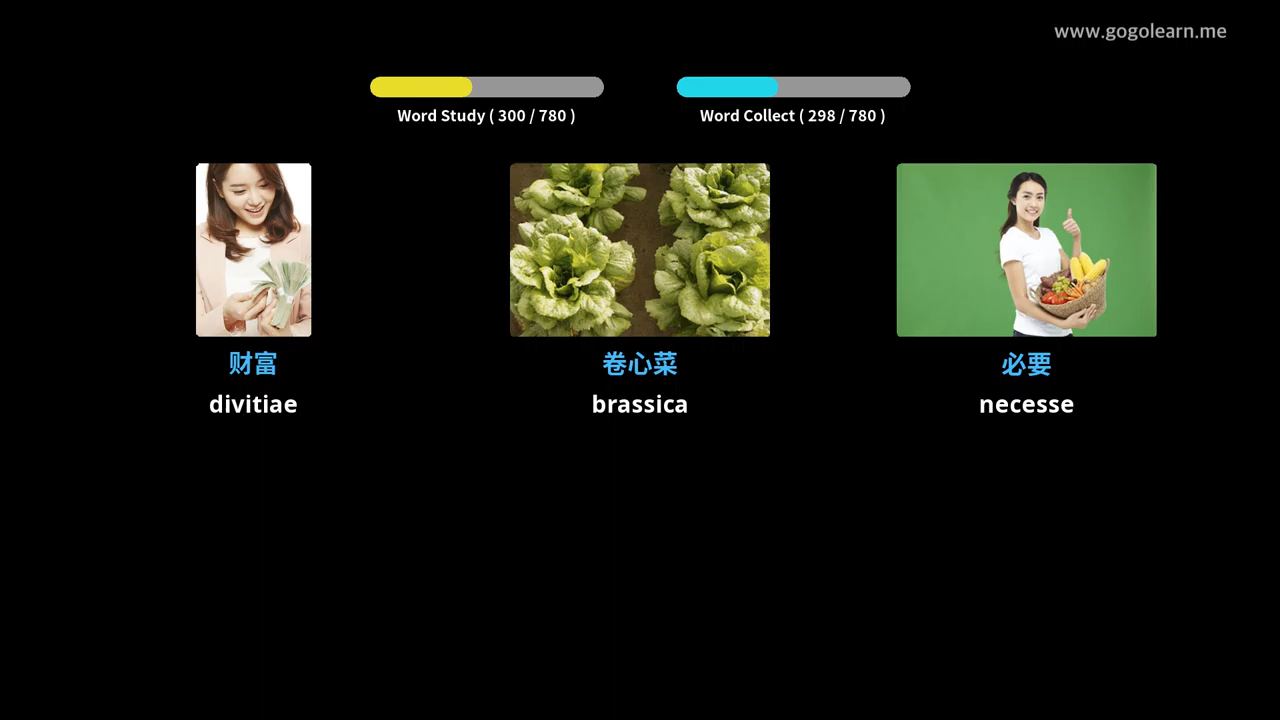 www.gogolearn.me
Word Study ( 300 / 780 )
Word Collect ( 298 / 780 )
财富
卷心菜
必要
divitiae
brassica
necesse